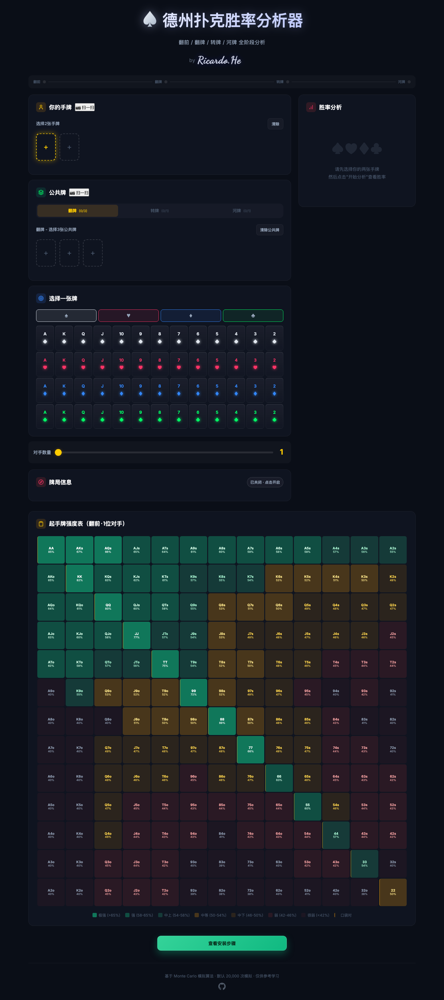 德州扑克胜率分析器
翻前 / 翻牌 / 转牌 / 河牌 全阶段分析
by Ricardo.He
翻前 翻牌 转牌 河牌
你的手牌 扫一扫
选择2张手牌 清除
+ +
公共牌 扫一扫
翻牌 (0/3) 转牌 (0/1) 河牌 (0/1)
翻牌 - 选择3张公共牌 清除公共牌
+ + +
选择一张牌
♠ ♥ ♦ ♣
A K Q J 10 9 8 7 6 5 4 3 2
A K Q J 10 9 8 7 6 5 4 3 2
A K Q J 10 9 8 7 6 5 4 3 2
A K Q J 10 9 8 7 6 5 4 3 2
对手数量 1
牌局信息 已关闭 · 点击开启
胜率分析
请先选择你的两张手牌
然后点击"开始分析"查看胜率
起手牌强度表（翻前·1位对手）
AA AKs AQs AJs ATs A9s A8s A7s A6s A5s A4s A3s A2s
85% 67% 66% 65% 64% 61% 60% 59% 58% 58% 57% 56% 55%
AKo KK KQs KJs KTs K9s K8s K7s K6s K5s K4s K3s K2s
65% 82% 63% 62% 61% 57% 55% 54% 53% 52% 51% 50% 49%
AQo KQo QQ QJs QTs Q9s Q8s Q7s Q6s Q5s Q4s Q3s Q2s
64% 61% 80% 60% 59% 55% 53% 51% 50% 49% 48% 47% 47%
AJo KJo QJo JJ JTs J9s J8s J7s J6s J5s J4s J3s J2s
63% 60% 58% 77% 57% 54% 53% 49% 48% 47% 46% 46% 45%
ATo KTo QTo JTo TT T9s T8s T7s T6s T5s T4s T3s T2s
62% 59% 57% 56% 75% 54% 52% 50% 48% 46% 45% 44% 44%
A9o K9o Q9o J9o T9o 99 98s 97s 96s 95s 94s 93s 92s
40% 55% 53% 52% 52% 72% 52% 49% 47% 45% 40% 42% 41%
A8o K8o Q8o J8o T8o 98o 88 87s 86s 85s 84s 83s 82s
40% 40% 40% 51% 50% 50% 69% 50% 48% 46% 43% 41% 40%
A7o K7o Q7o J7o T7o 97o 87o 77 76s 75s 74s 73s 72s
40% 40% 49% 47% 48% 47% 48% 66% 49% 47% 44% 43% 40%
A6o K6o Q6o J6o T6o 96o 86o 76o 66 65s 64s 63s 62s
40% 40% 48% 46% 46% 45% 46% 47% 63% 46% 45% 43% 42%
A5o K5o Q5o J5o T5o 95o 85o 75o 65o 55 54s 53s 52s
40% 40% 47% 45% 44% 43% 44% 45% 44% 60% 46% 44% 43%
A4o K4o Q4o J4o T4o 94o 84o 74o 64o 54o 44 43s 42s
40% 40% 46% 44% 43% 43% 41% 42% 43% 44% 57% 44% 42%
A3o K3o Q3o J3o T3o 93o 83o 73o 63o 53o 43o 33 32s
40% 40% 45% 44% 42% 40% 39% 41% 40% 42% 42% 54% 40%
A2o K2o Q2o J2o T2o 92o 82o 72o 62o 52o 42o 32o 22
40% 40% 45% 43% 42% 39% 38% 38% 40% 41% 40% 38% 50%
极强 (>65%) 强 (58-65%) 中上 (54-58%) 中等 (50-54%) 中下 (46-50%) 弱 (42-46%) 很弱 (<42%) 口袋对
查看安装步骤
基于 Monte Carlo 模拟算法 · 默认 20,000 次模拟 · 仅供参考学习